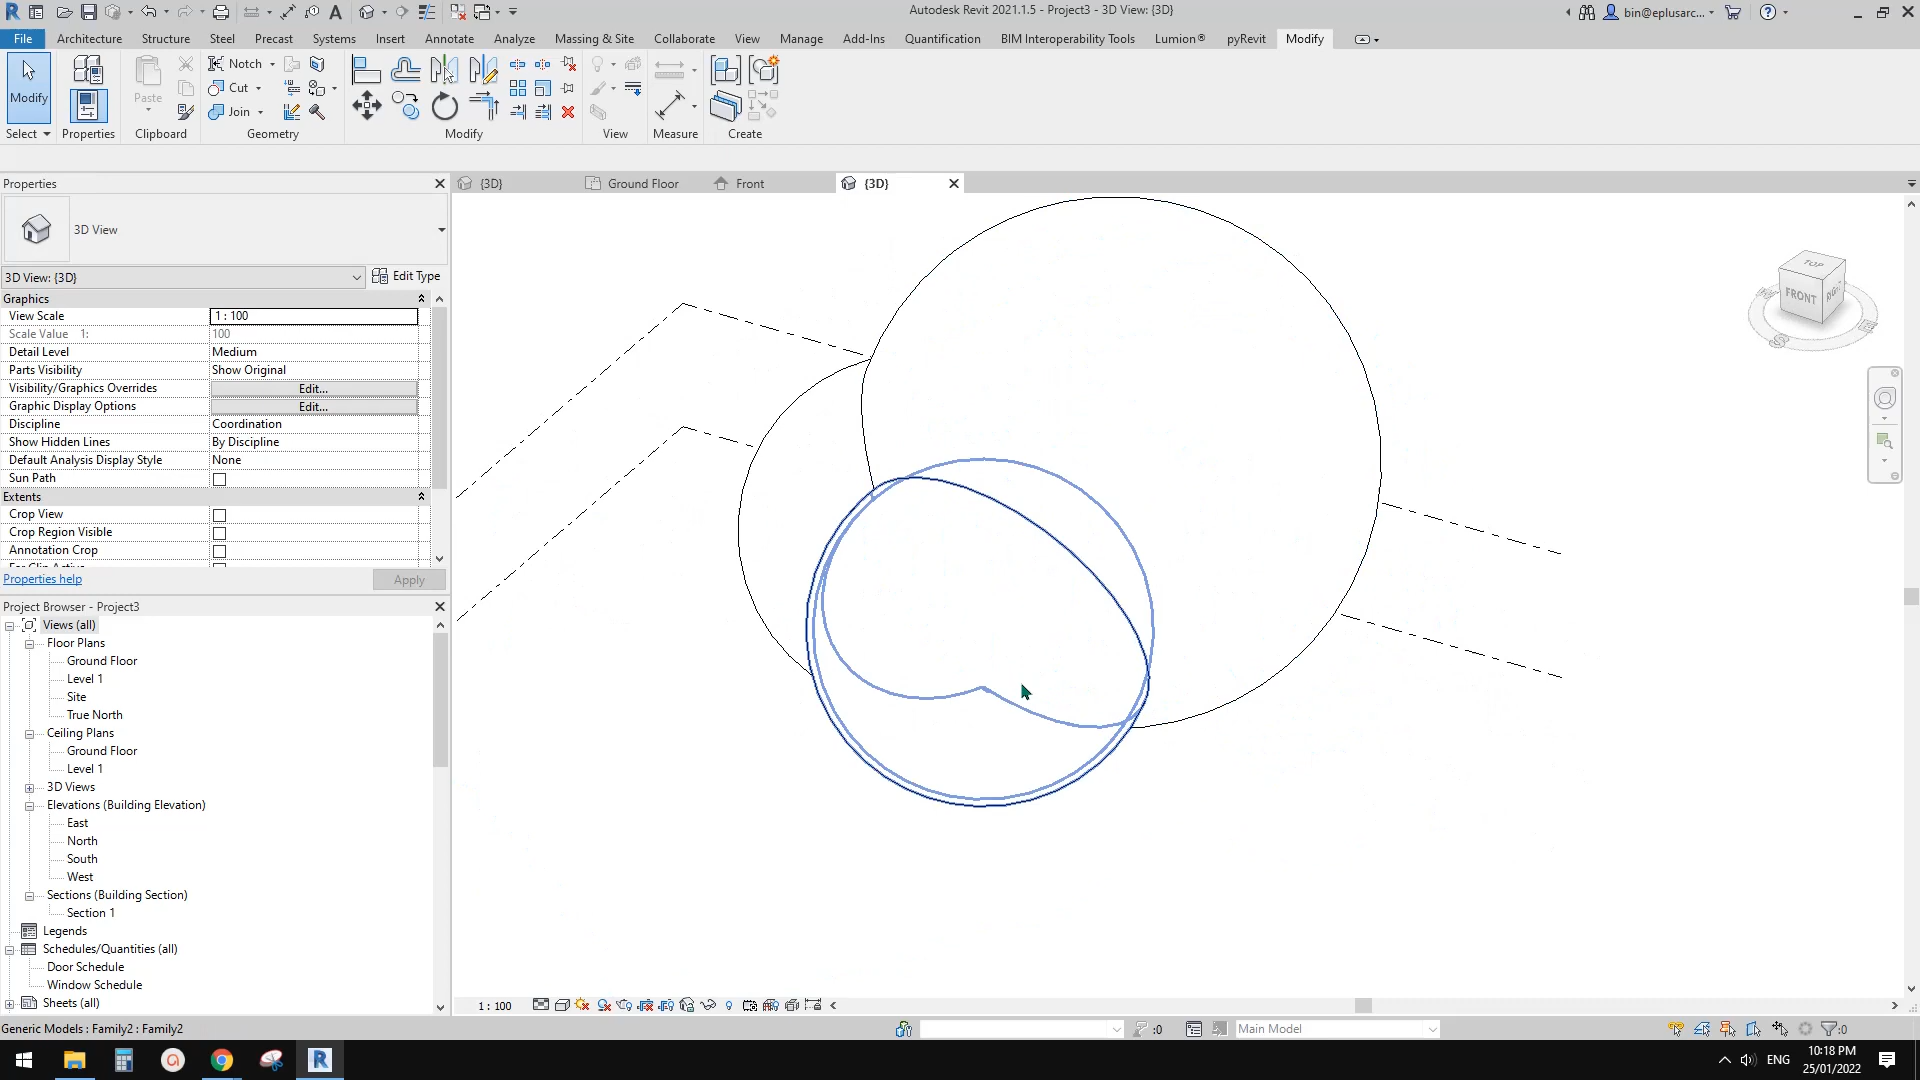 Autodesk Revit 2021.1.5 - Project3 - 3D View: {3D}
bin@eplusarc...
File Architecture Structure Steel Precast Systems Insert Annotate Analyze Massing & Site Collaborate View Manage Add-Ins Quantification BIM Interoperability Tools Lumion® pyRevit Modify
Notch
Cut
Join
Modify
Paste
Select Properties Clipboard Geometry Modify View Measure Create
Properties
{3D} Ground Floor Front {3D}
3D View
3D View: {3D} Edit Type
Graphics
View Scale 1 : 100
Scale Value 1: 100
Detail Level Medium
Parts Visibility Show Original
Visibility/Graphics Overrides Edit...
Graphic Display Options Edit...
Discipline Coordination
Show Hidden Lines By Discipline
Default Analysis Display Style None
Sun Path
Extents
Crop View
Crop Region Visible
Annotation Crop
Properties help Apply
TOP
FRONT
S
E
Project Browser - Project3
Views (all)
Floor Plans
Ground Floor
Level 1
Site
True North
Ceiling Plans
Ground Floor
Level 1
3D Views
Elevations (Building Elevation)
East
North
South
West
Sections (Building Section)
Section 1
Legends
Schedules/Quantities (all)
Door Schedule
Window Schedule
Sheets (all)
1 : 100
Generic Models : Family2 : Family2
:0
Main Model
:0
ENG
10:18 PM
25/01/2022